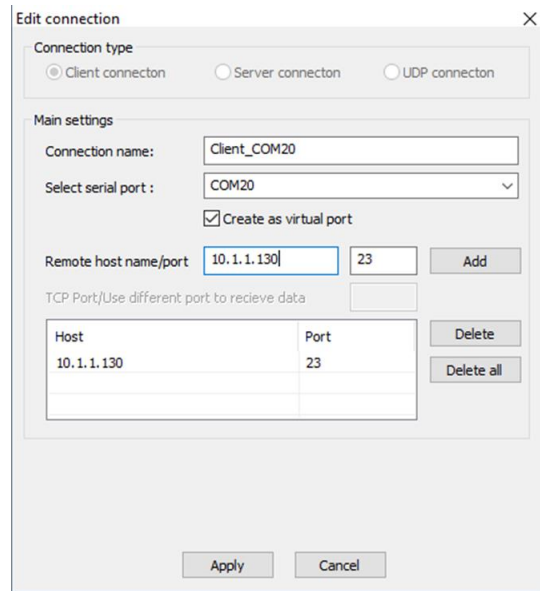 Edit connection
Connection type
Client connecton Server connecton UDP connecton
Main settings
Connection name: Client_COM20
Select serial port : COM20
Create as virtual port
Remote host name/port 10.1.1.130 23 Add
TCP Port/Use different port to recieve data
Host Port Delete
10.1.1.130 23 Delete all
Apply Cancel